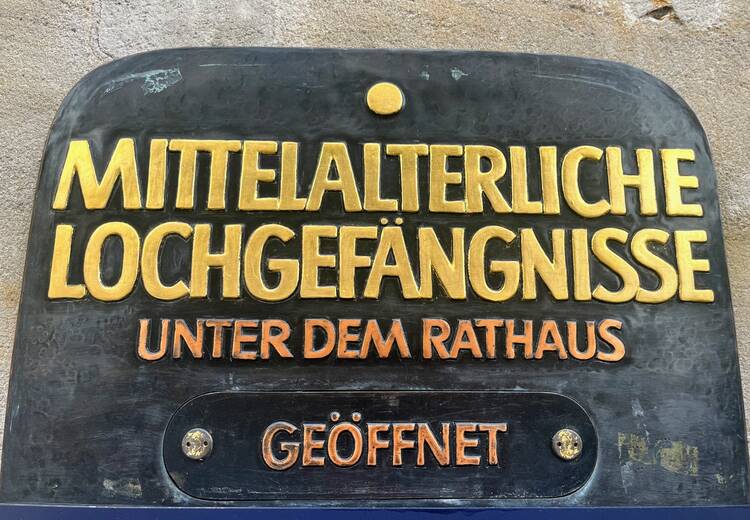 MITTELALTERLICHE
LOCHGEFÄNGNISSE
UNTER DEM RATHAUS
GEÖFFNET